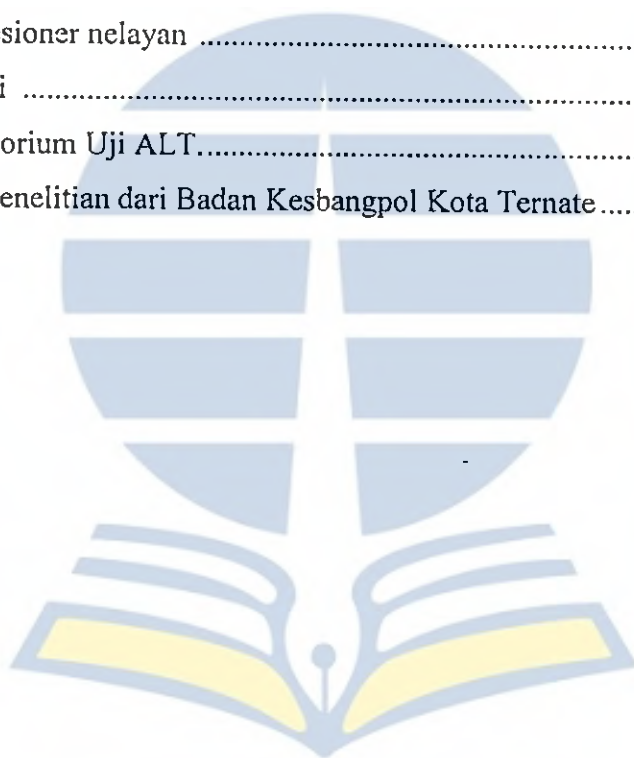 sioner nelayan ................................................
i ................................................................................
orium Uji ALT................................................
enelitian dari Badan Kesbangpol Kota Ternate....